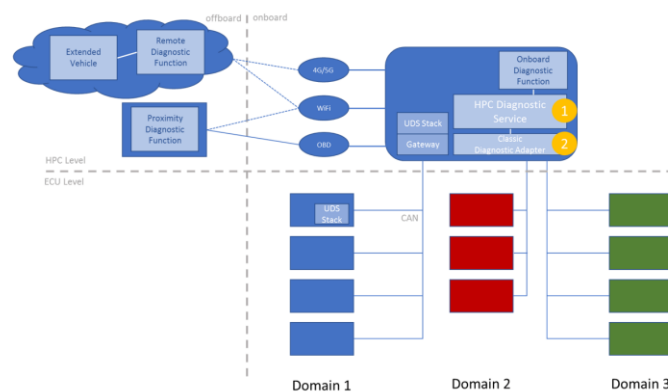 offboard
onboard
Extended
Vehicle
Remote
Diagnostic
Function
Proximity
Diagnostic
Function
4G/5G
WiFi
OBD
Onboard
Diagnostic
Function
HPC Diagnostic
Service
1
UDS Stack
Gateway
Classic
Diagnostic Adapter
2
HPC Level
ECU Level
UDS
Stack
CAN
Domain 1
Domain 2
Domain 3